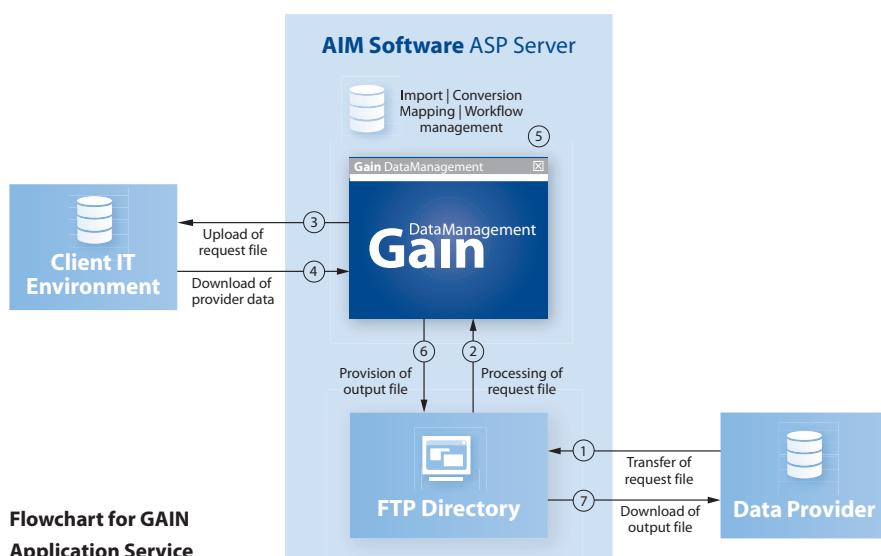 AIM Software ASP Server
Import | Conversion
Mapping | Workflow
management
5
Gain DataManagement
DataManagement
Gain
3
Upload of
request file
4
Download of
provider data
Client IT
Environment
6
Provision of
output file
2
Processing of
request file
FTP Directory
1
Transfer of
request file
7
Download of
output file
Data Provider
Flowchart for GAIN
Application Service